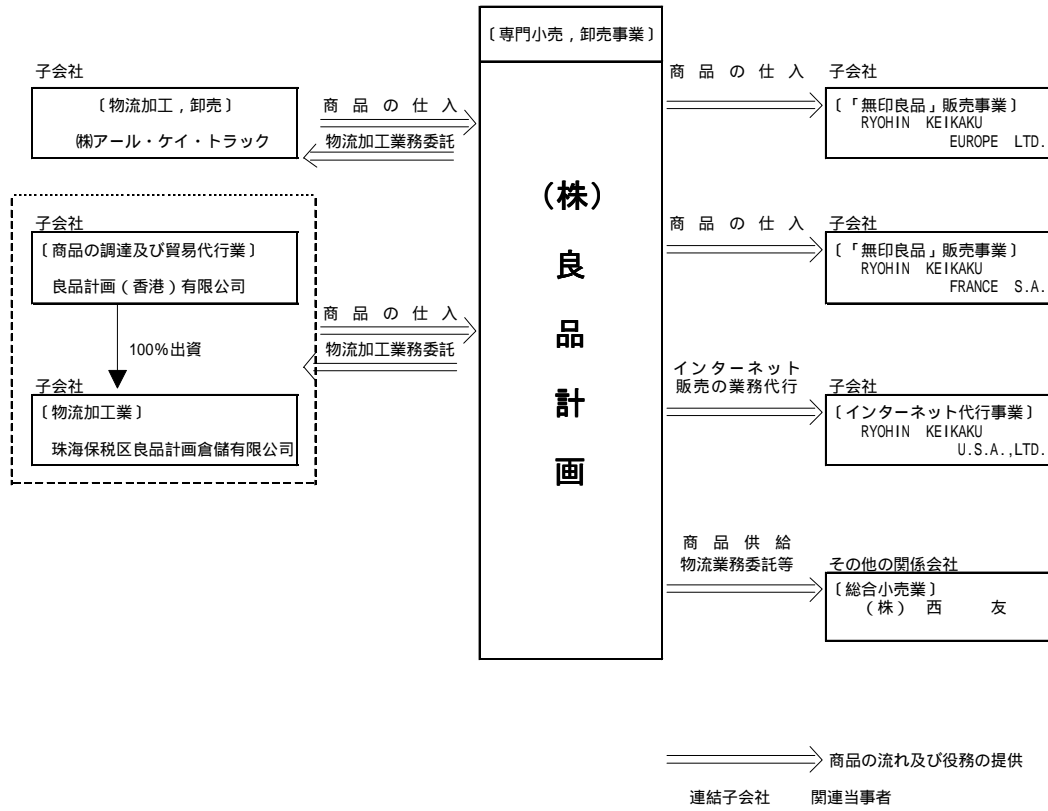 〔専門小売，卸売事業〕
(株)
良
品
計
画
子会社
〔物流加工，卸売〕
㈱アール・ケイ・トラック
商品の仕入
物流加工業務委託
子会社
〔商品の調達及び貿易代行業〕
良品計画（香港）有限公司
100％出資
子会社
〔物流加工業〕
珠海保税区良品計画倉儲有限公司
商品の仕入
物流加工業務委託
商品の仕入
子会社
〔「無印良品」販売事業〕
RYOHIN KEIKAKU
EUROPE LTD.
商品の仕入
子会社
〔「無印良品」販売事業〕
RYOHIN KEIKAKU
FRANCE S.A.
インターネット
販売の業務代行
子会社
〔インターネット代行事業〕
RYOHIN KEIKAKU
U.S.A.,LTD.
商品供給
物流業務委託等
その他の関係会社
〔総合小売業〕
（株）西友
商品の流れ及び役務の提供
連結子会社 関連当事者